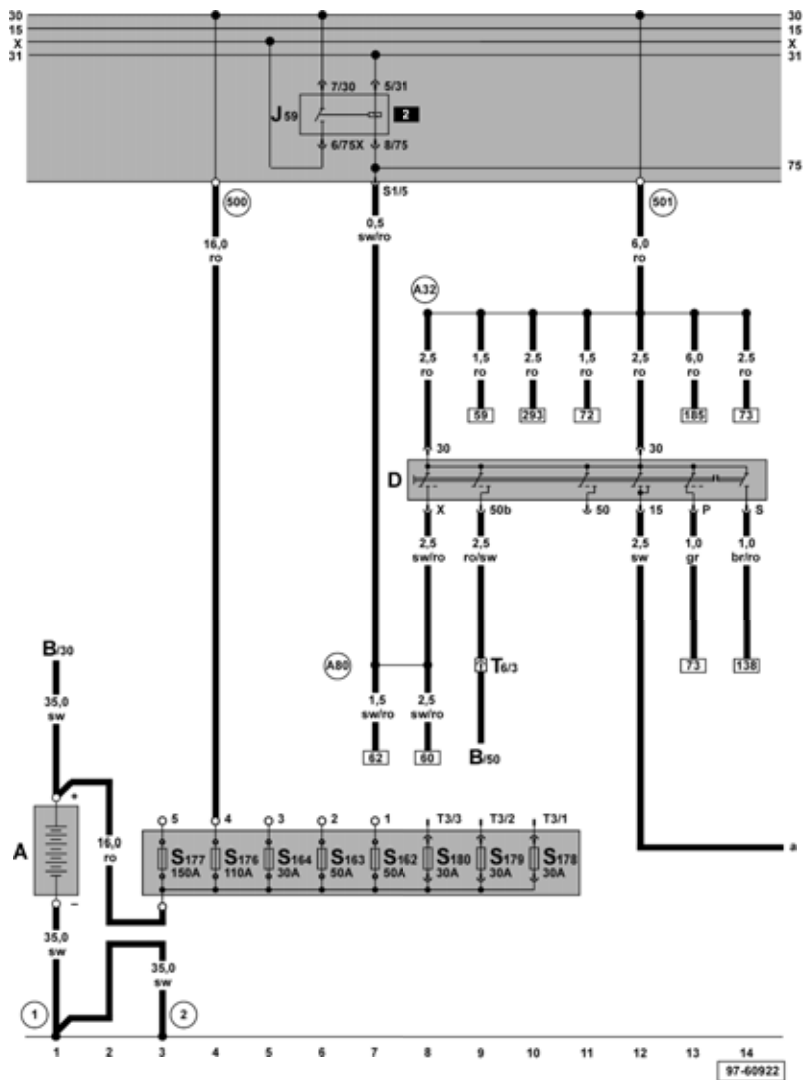 30 30
15 15
X X
31 31
7/30 5/31
J59 2
6/75X 8/75
75
S1/5
500 501
16,0 0,5 6,0
ro sw/ro ro
A32
2,5 1,5 2.5 1,5 2,5 6,0 2.5
ro ro ro ro ro ro ro
59 293 72 185 73
30 30
D
X 50b 50 15 P S
2,5 2,5 2,5 1,0 1,0
sw/ro ro/sw sw gr br/ro
B/30
A80 T6/3 73 138
35,0 1,5 2,5
sw sw/ro sw/ro
62 60 B/50
+
5 4 3 2 1 T3/3 T3/2 T3/1
A 16,0 a
ro
S177 S176 S164 S163 S162 S180 S179 S178
150A 110A 30A 50A 50A 30A 30A 30A
–
35,0
sw
35,0
sw
1 2
1 2 3 4 5 6 7 8 9 10 11 12 13 14
97-60922